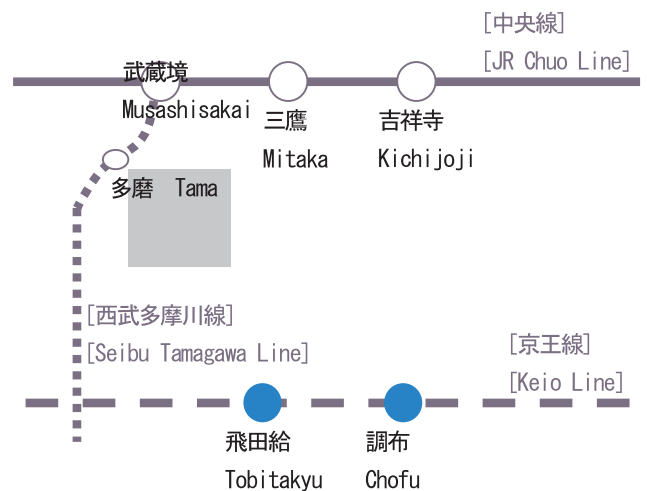 [中央線]
[JR Chuo Line]
武蔵境
Musashisakai
三鷹
Mitaka
吉祥寺
Kichijoji
多磨 Tama
[西武多摩川線]
[Seibu Tamagawa Line]
[京王線]
[Keio Line]
飛田給
Tobitakyu
調布
Chofu